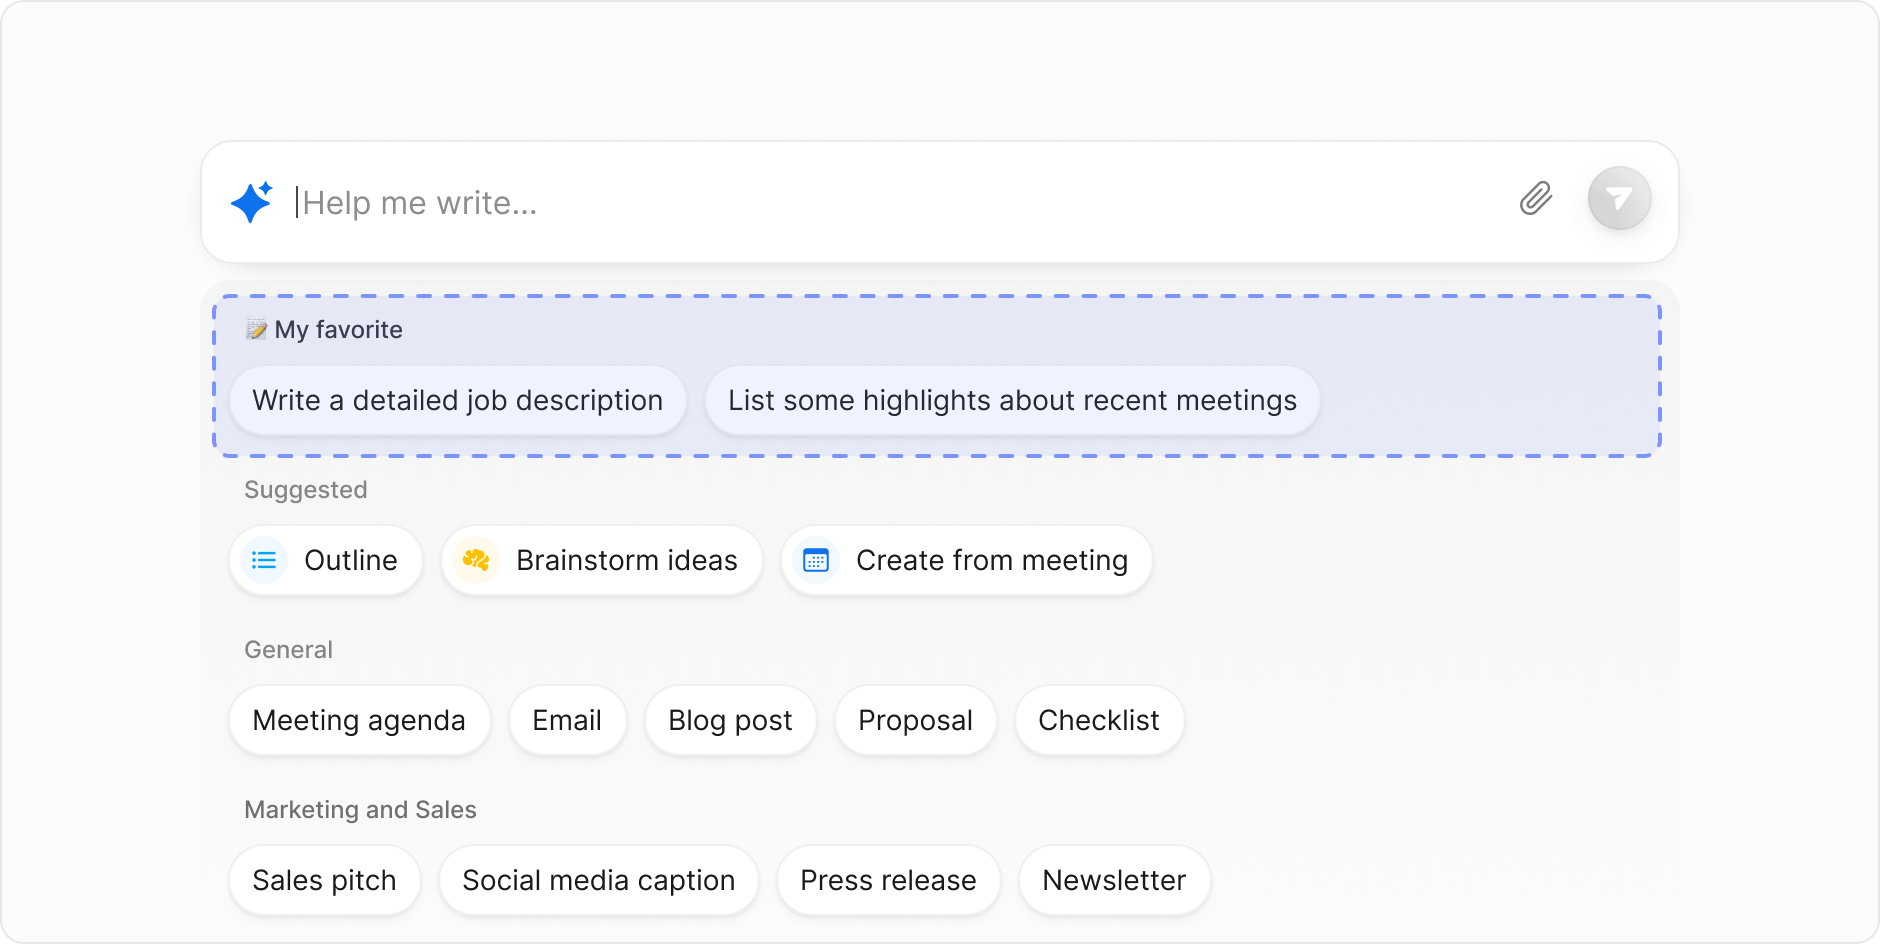 Help me write...
📝 My favorite
Write a detailed job description List some highlights about recent meetings
Suggested
Outline Brainstorm ideas Create from meeting
General
Meeting agenda Email Blog post Proposal Checklist
Marketing and Sales
Sales pitch Social media caption Press release Newsletter